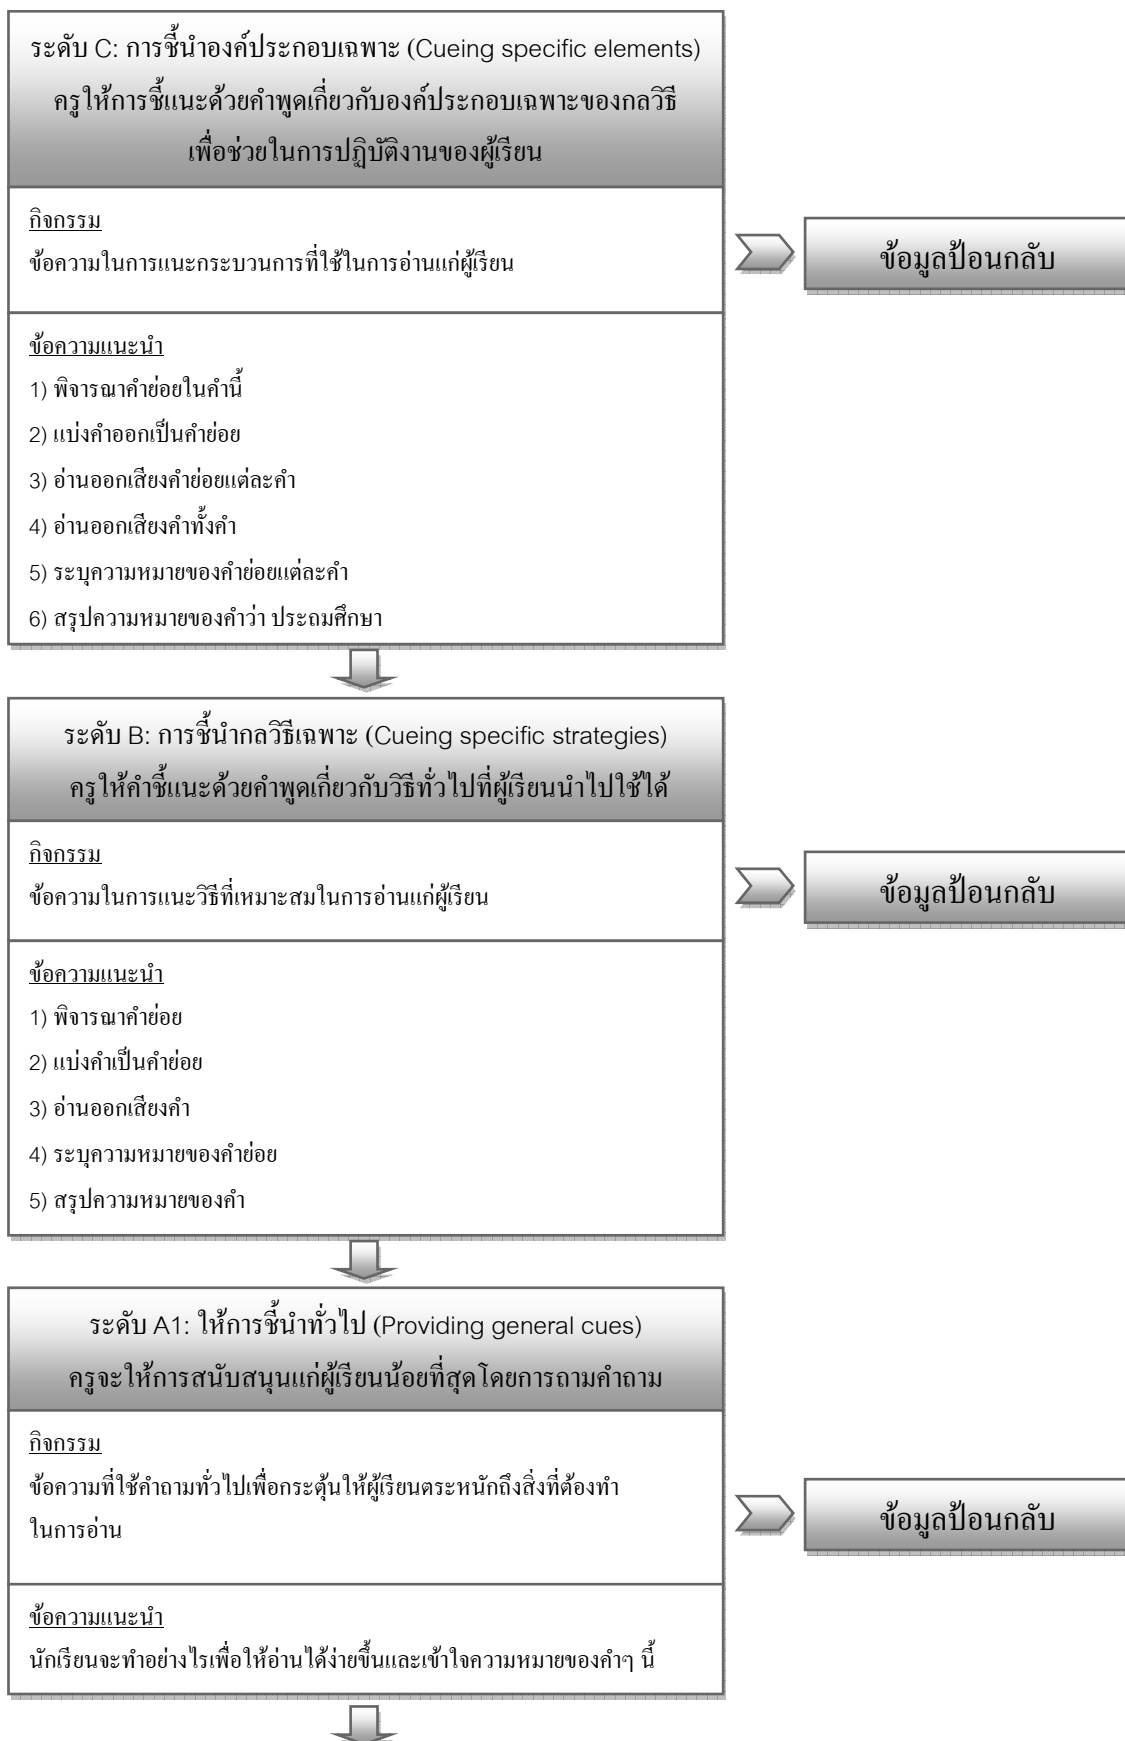 ระดับ C: การชี้นำองค์ประกอบเฉพาะ (Cueing specific elements)
ครูให้การชี้แนะด้วยคำพูดเกี่ยวกับองค์ประกอบเฉพาะของกลวิธี
เพื่อช่วยในการปฏิบัติงานของผู้เรียน
กิจกรรม
ข้อความในการแนะกระบวนการที่ใช้ในการอ่านแก่ผู้เรียน
ข้อมูลป้อนกลับ
ข้อความแนะนำ
1) พิจารณาคำย่อยในคำนี้
2) แบ่งคำออกเป็นคำย่อย
3) อ่านออกเสียงคำย่อยแต่ละคำ
4) อ่านออกเสียงคำทั้งคำ
5) ระบุความหมายของคำย่อยแต่ละคำ
6) สรุปความหมายของคำว่า ประถมศึกษา
ระดับ B: การชี้นำกลวิธีเฉพาะ (Cueing specific strategies)
ครูให้คำชี้แนะด้วยคำพูดเกี่ยวกับวิธีทั่วไปที่ผู้เรียนนำไปใช้ได้
กิจกรรม
ข้อความในการแนะวิธีที่เหมาะสมในการอ่านแก่ผู้เรียน
ข้อมูลป้อนกลับ
ข้อความแนะนำ
1) พิจารณาคำย่อย
2) แบ่งคำเป็นคำย่อย
3) อ่านออกเสียงคำ
4) ระบุความหมายของคำย่อย
5) สรุปความหมายของคำ
ระดับ A1: ให้การชี้นำทั่วไป (Providing general cues)
ครูจะให้การสนับสนุนแก่ผู้เรียนน้อยที่สุดโดยการถามคำถาม
กิจกรรม
ข้อความที่ใช้คำถามทั่วไปเพื่อกระตุ้นให้ผู้เรียนตระหนักถึงสิ่งที่ต้องทำ
ในการอ่าน
ข้อมูลป้อนกลับ
ข้อความแนะนำ
นักเรียนจะทำอย่างไรเพื่อให้อ่านได้ง่ายขึ้นและเข้าใจความหมายของคำๆ นี้